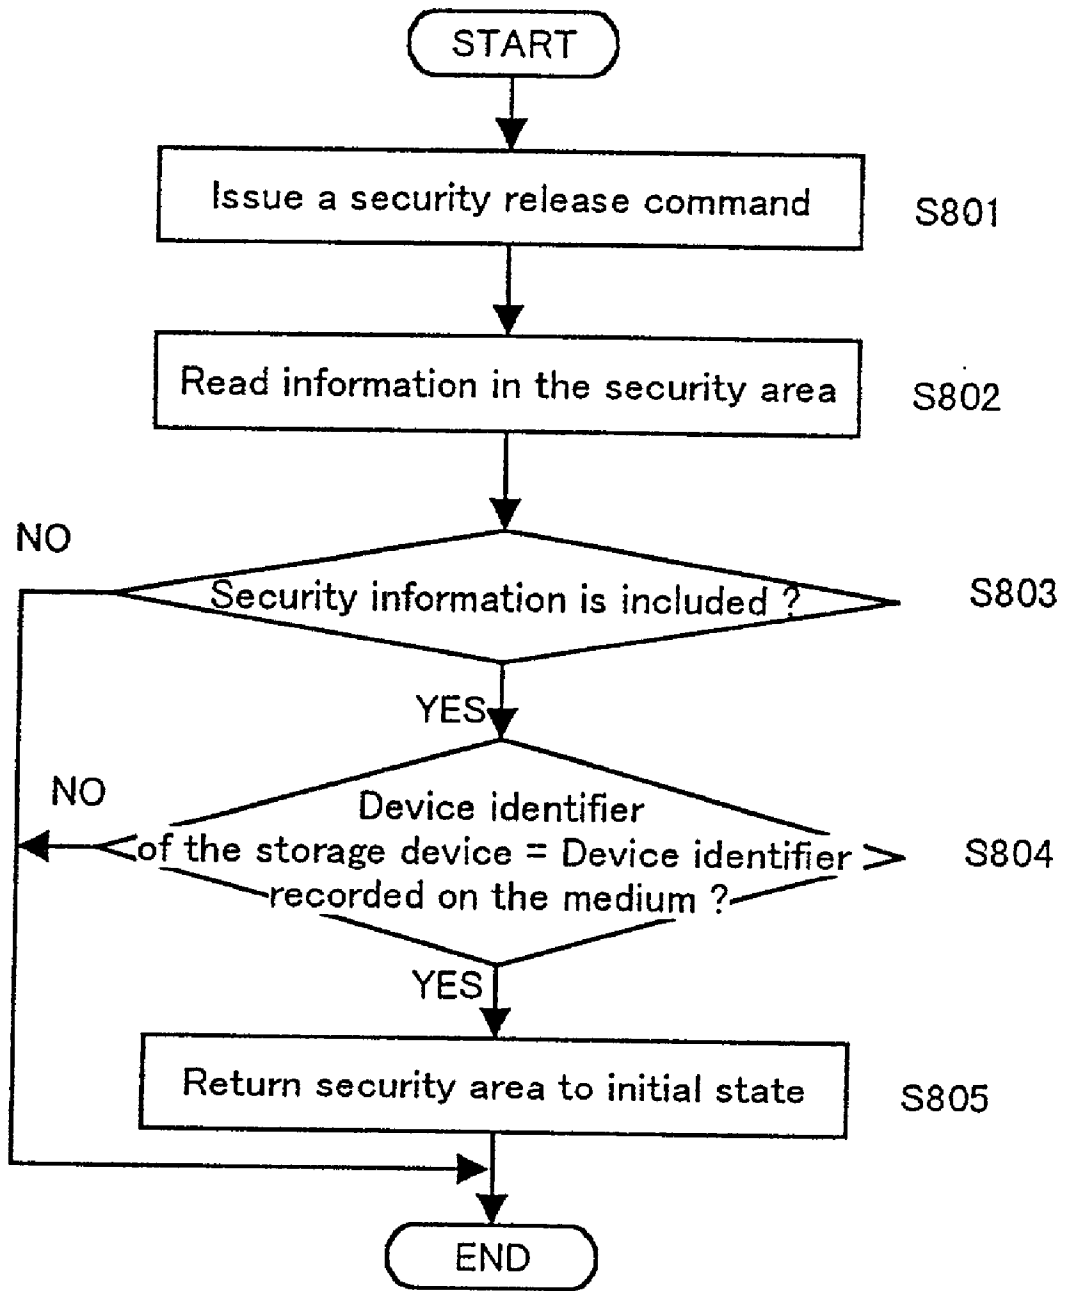 START
Issue a security release command
S801
Read information in the security area
S802
NO
Security information is included ?
S803
YES
NO
Device identifier
of the storage device = Device identifier
recorded on the medium ?
S804
YES
Return security area to initial state
S805
END